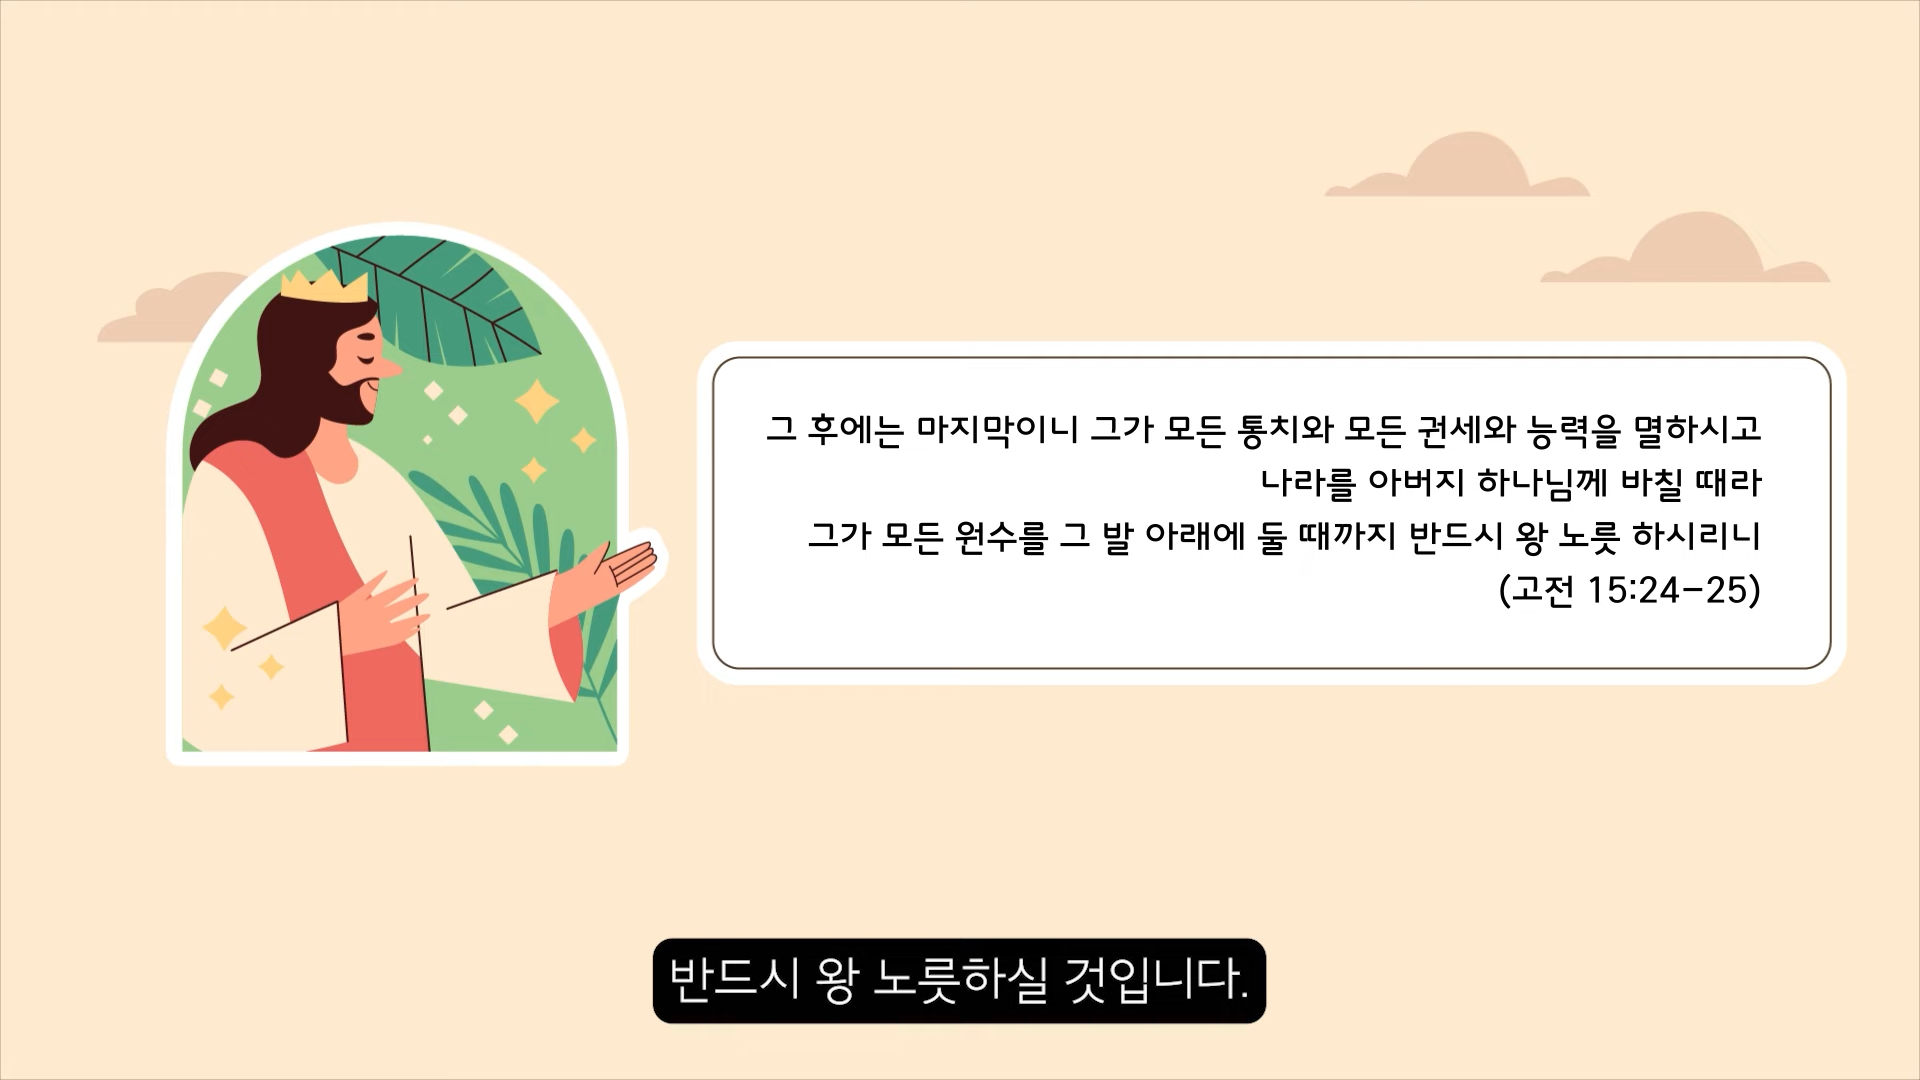 그 후에는 마지막이니 그가 모든 통치와 모든 권세와 능력을 멸하시고
나라를 아버지 하나님께 바칠 때라
그가 모든 원수를 그 발 아래에 둘 때까지 반드시 왕 노릇 하시리니
(고전 15:24-25)
반드시 왕 노릇하실 것입니다.